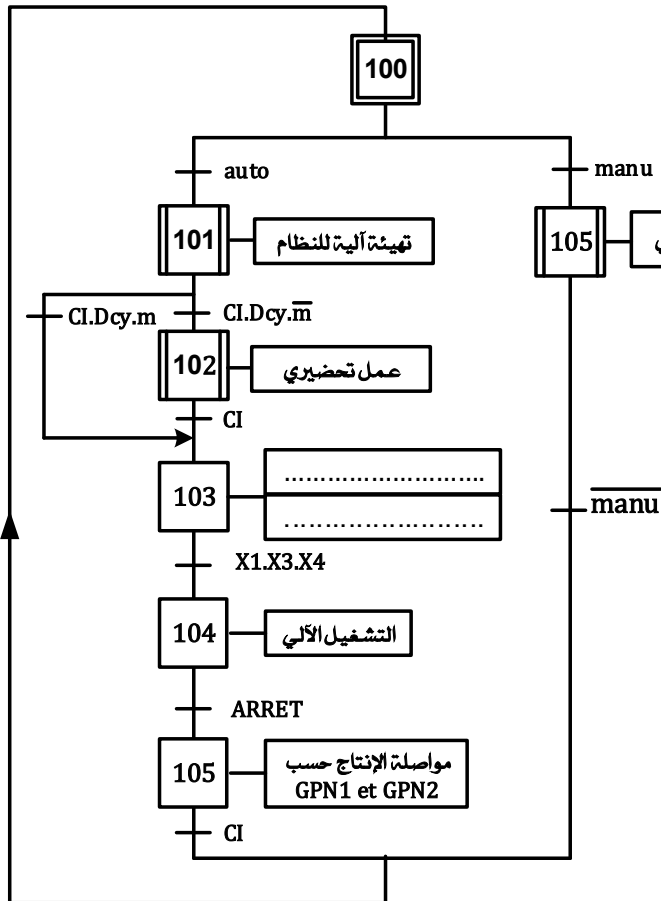 100
auto
manu
101
تهيئة آلية للنظام
105
CI.Dcy.m
CI.Dcy.m̅
102
عمل تحضيري
CI
103
............................
............................
m̅a̅n̅u̅
X1.X3.X4
104
التشغيل الآلي
ARRET
105
مواصلة الإنتاج حسب
GPN1 et GPN2
CI